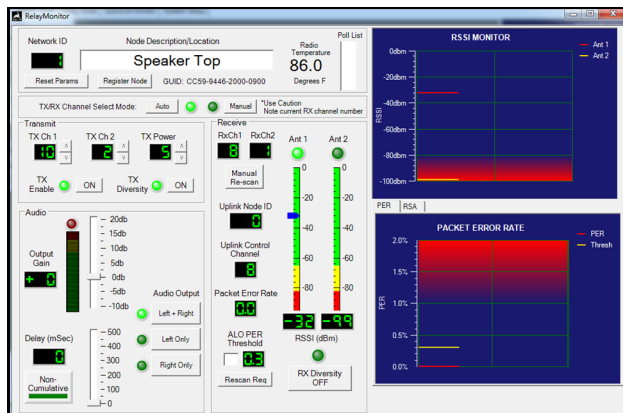 RelayMonitor
Network ID
1
Reset Params
Node Description/Location
Speaker Top
Register Node
GUID: CC59-9446-2000-0900
Radio
Temperature
86.0
Degrees F
Poll List
TX/RX Channel Select Mode:
Auto
Manual
*Use Caution
Note current RX channel number
Transmit
TX Ch 1
TX Ch 2
TX Power
10
2
5
TX
Enable
ON
TX
Diversity
ON
Audio
Output
Gain
+ 0
20db
15db
10db
5db
0db
-5db
-10db
Audio Output
Left + Right
Left Only
Right Only
Delay (mSec)
0
Non-
Cumulative
500
400
300
200
100
0
Receive
RxCh1
RxCh2
8
1
Manual
Re-scan
Uplink Node ID
0
Uplink Control
Channel
8
Packet Error Rate
0.0
ALO PER
Threshold
0.3
Rescan Req
Ant 1
Ant 2
0
-20
-40
-60
-80
0
-20
-40
-60
-80
-32
-99
RSSI (dBm)
RX Diversity
OFF
RSSI MONITOR
Ant 1
Ant 2
RSSI
0dbm
-20dbm
-40dbm
-60dbm
-80dbm
-100dbm
PER
RSA
PACKET ERROR RATE
PER
Thresh
PER
2.0%
1.5%
1.0%
0.5%
0.0%